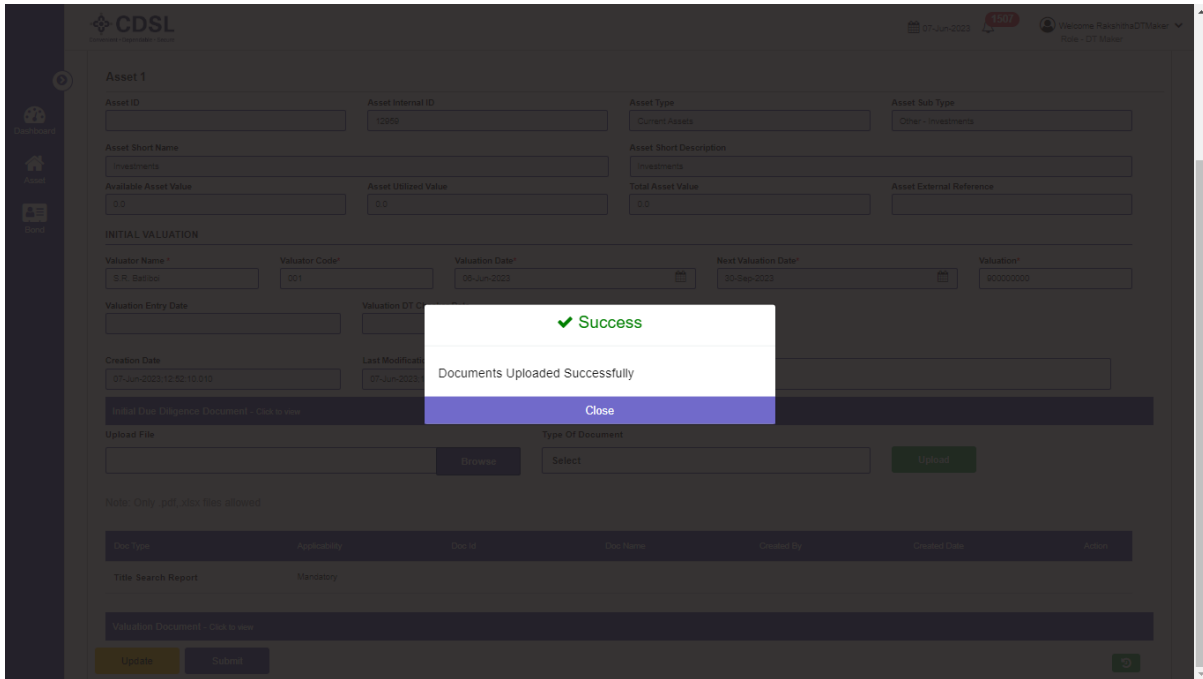 CDSL
07-Jun-2023 1507 Welcome RakshithaDTMaker
Role - DT Maker
Dashboard
Asset
Bond
Asset 1
Asset ID Asset Internal ID Asset Type Asset Sub Type
Current Assets Other - Investments
Asset Short Name Asset Short Description
Investments Investments
Available Asset Value Asset Utilized Value Total Asset Value Asset External Reference
0.0 0.0 0.0
INITIAL VALUATION
Valuator Name * Valuator Code* Valuation Date* Next Valuation Date* Valuation*
S.R. Batliboi 001 06-Jun-2023 30-Sep-2023
Valuation Entry Date Valuation DT
Success
Creation Date Last
Documents Uploaded Successfully
07-Jun-2023,12:52:10.010 07-Jun-2023
Initial Due Diligence Document - Click to view
Close
Upload File Type Of Document
Browse Select Upload
Note: Only .pdf, xlsx files allowed
Doc Type Applicability Doc Id Doc Name Created By Created Date Action
Title Search Report Mandatory
Valuation Document - Click to view
Update Submit